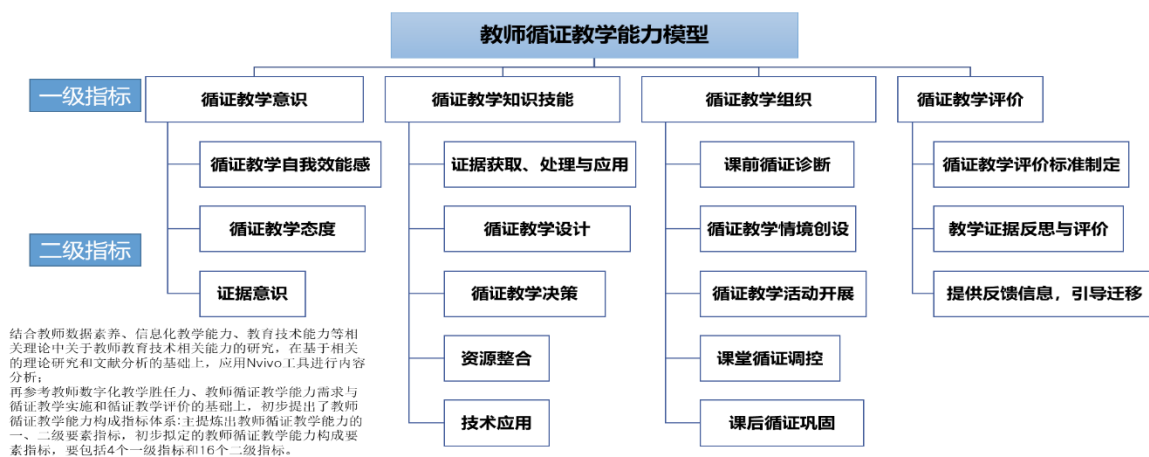 教师循证教学能力模型
一级指标
循证教学意识
循证教学知识技能
循证教学组织
循证教学评价
二级指标
循证教学自我效能感
循证教学态度
证据意识
证据获取、处理与应用
循证教学设计
循证教学决策
资源整合
技术应用
课前循证诊断
循证教学情境创设
循证教学活动开展
课堂循证调控
课后循证巩固
循证教学评价标准制定
教学证据反思与评价
提供反馈信息，引导迁移
结合教师数据素养、信息化教学能力、教育技术能力等相
关理论中关于教师教育技术相关能力的研究，在基于相关
的理论研究和文献分析的基础上，应用Nvivo工具进行内容
分析；
再参考教师数字化教学胜任力、教师循证教学能力需求与
循证教学实施和循证教学评价的基础上，初步提出了教师
循证教学能力构成指标体系:主提炼出教师循证教学能力的
一、二级要素指标，初步拟定的教师循证教学能力构成要
素指标，要包括4个一级指标和16个二级指标。